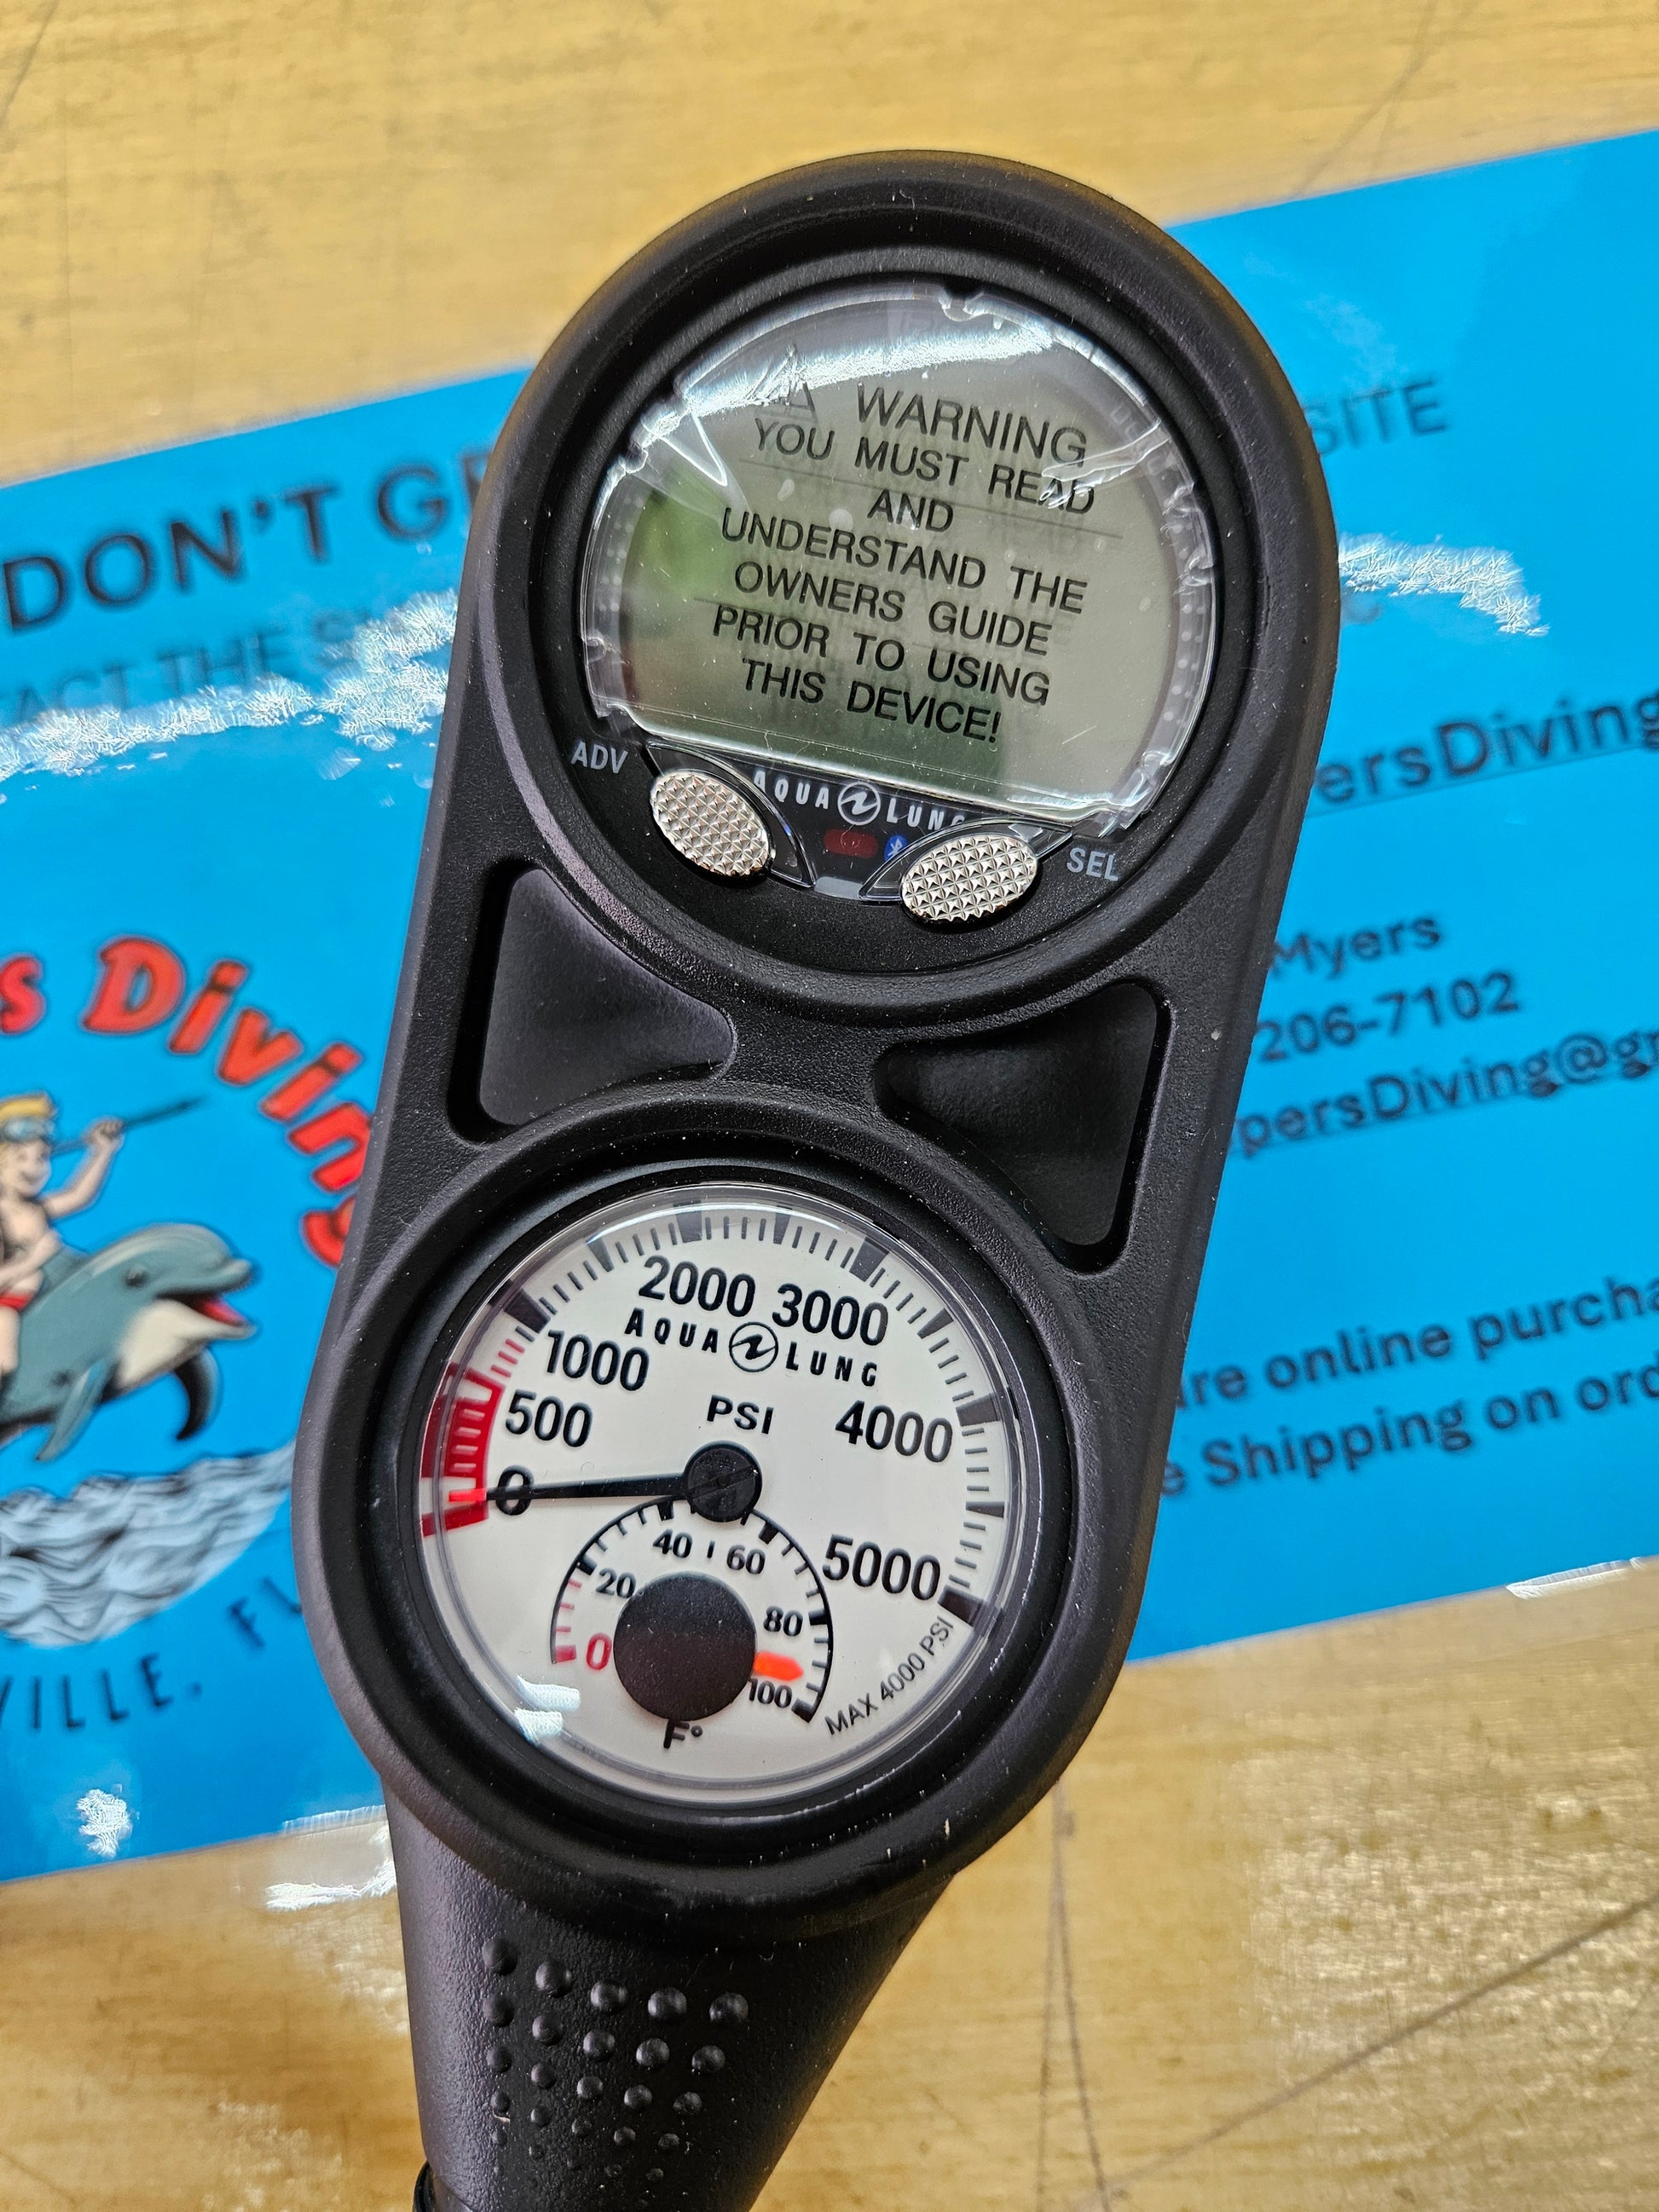 DON'T
SITE
WARNING
YOU MUST READ
AND
UNDERSTAND THE
OWNERS GUIDE
PRIOR TO USING
THIS DEVICE!
ADV
AQUA LUNG
SEL
ersDiving
Myers
206-7102
persDiving@g
s Diving
VILLE, FL
re online purcha
e Shipping on ord
2000 3000
AQUA LUNG
1000
PSI
500
4000
0
40 60
20
5000
80
0
100
F°
MAX 4000 PSI